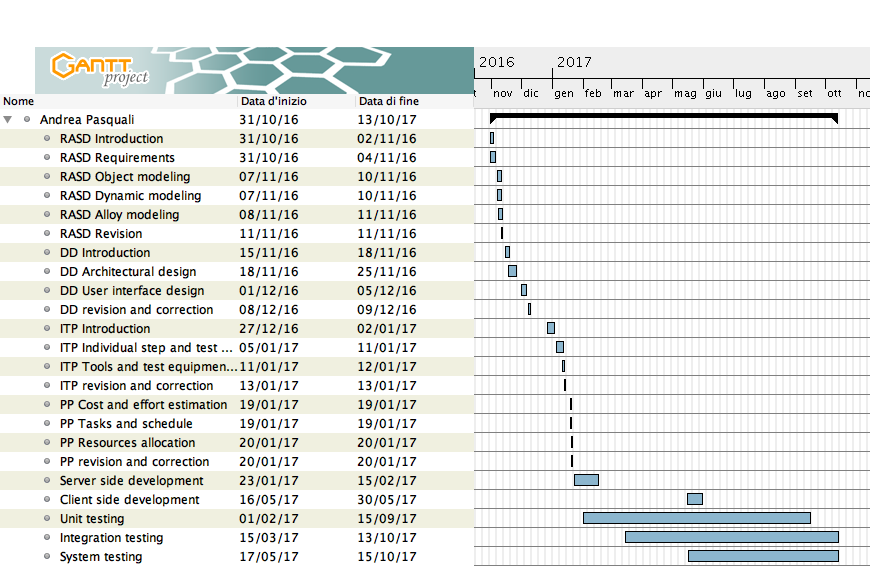 GANTT project
2016 2017
Nome Data d'inizio Data di fine t nov dic gen feb mar apr mag giu lug ago set ott no
Andrea Pasquali 31/10/16 13/10/17
RASD Introduction 31/10/16 02/11/16
RASD Requirements 31/10/16 04/11/16
RASD Object modeling 07/11/16 10/11/16
RASD Dynamic modeling 07/11/16 10/11/16
RASD Alloy modeling 08/11/16 11/11/16
RASD Revision 11/11/16 11/11/16
DD Introduction 15/11/16 18/11/16
DD Architectural design 18/11/16 25/11/16
DD User interface design 01/12/16 05/12/16
DD revision and correction 08/12/16 09/12/16
ITP Introduction 27/12/16 02/01/17
ITP Individual step and test ... 05/01/17 11/01/17
ITP Tools and test equipmen... 11/01/17 12/01/17
ITP revision and correction 13/01/17 13/01/17
PP Cost and effort estimation 19/01/17 19/01/17
PP Tasks and schedule 19/01/17 19/01/17
PP Resources allocation 20/01/17 20/01/17
PP revision and correction 20/01/17 20/01/17
Server side development 23/01/17 15/02/17
Client side development 16/05/17 30/05/17
Unit testing 01/02/17 15/09/17
Integration testing 15/03/17 13/10/17
System testing 17/05/17 15/10/17